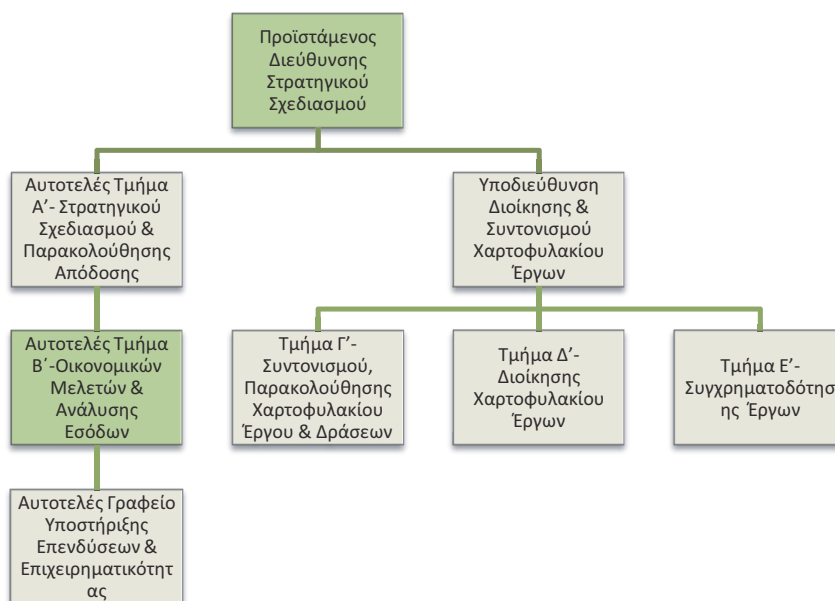 Προϊστάμενος
Διεύθυνσης
Στρατηγικού
Σχεδιασμού
Αυτοτελές Τμήμα
Α’- Στρατηγικού
Σχεδιασμού &
Παρακολούθησης
Απόδοσης
Υποδιεύθυνση
Διοίκησης &
Συντονισμού
Χαρτοφυλακίου
Έργων
Αυτοτελές Τμήμα
Β΄-Οικονομικών
Μελετών &
Ανάλυσης
Εσόδων
Τμήμα Γ’-
Συντονισμού,
Παρακολούθησης
Χαρτοφυλακίου
Έργου & Δράσεων
Τμήμα Δ’-
Διοίκησης
Χαρτοφυλακίου
Έργων
Τμήμα Ε’-
Συγχρηματοδότησ
ης Έργων
Αυτοτελές Γραφείο
Υποστήριξης
Επενδύσεων &
Επιχειρηματικότητ
ας